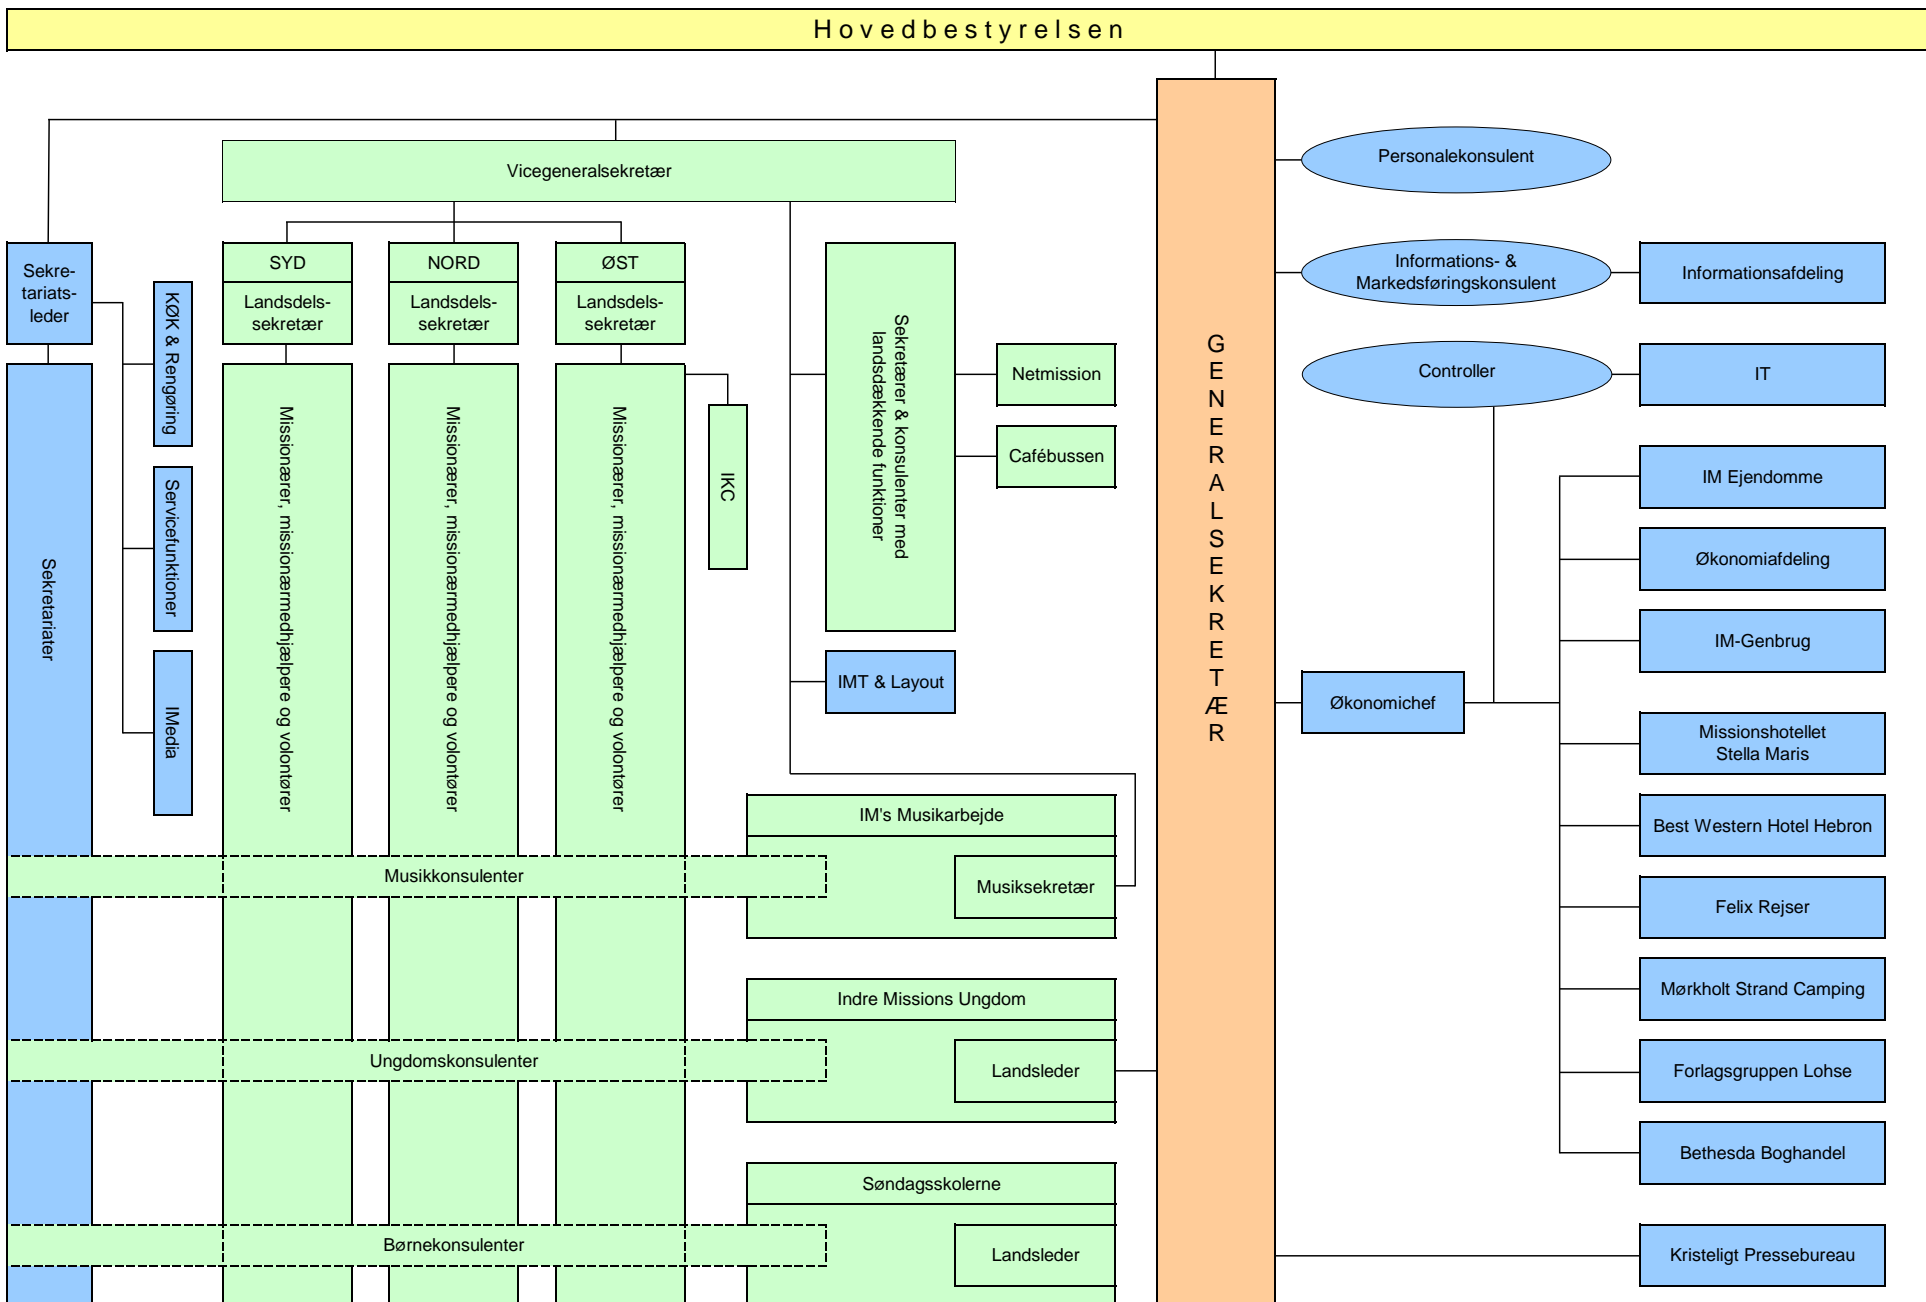 Hovedbestyrelsen
Vicegeneralsekretær
Personalekonsulent
Sekre-
tariats-
leder
KØK & Rengøring
Servicefunktioner
IMedia
Sekretariater
SYD
Landsdels-
sekretær
NORD
Landsdels-
sekretær
ØST
Landsdels-
sekretær
Missionærer, missionærmedhjælpere og volontører
Missionærer, missionærmedhjælpere og volontører
Missionærer, missionærmedhjælpere og volontører
IKC
Sekretærer & konsulenter med
landsdækkende funktioner
Netmission
Cafébussen
IMT & Layout
GENERALSEKRETÆR
Informations- &
Markedsføringskonsulent
Informationsafdeling
Controller
IT
IM Ejendomme
Økonomiafdeling
IM-Genbrug
Økonomichef
Missionshotellet
Stella Maris
Best Western Hotel Hebron
Felix Rejser
Mørkholt Strand Camping
Forlagsgruppen Lohse
Bethesda Boghandel
Kristeligt Pressebureau
IM's Musikarbejde
Musikkonsulenter
Musiksekretær
Indre Missions Ungdom
Ungdomskonsulenter
Landsleder
Søndagsskolerne
Børnekonsulenter
Landsleder